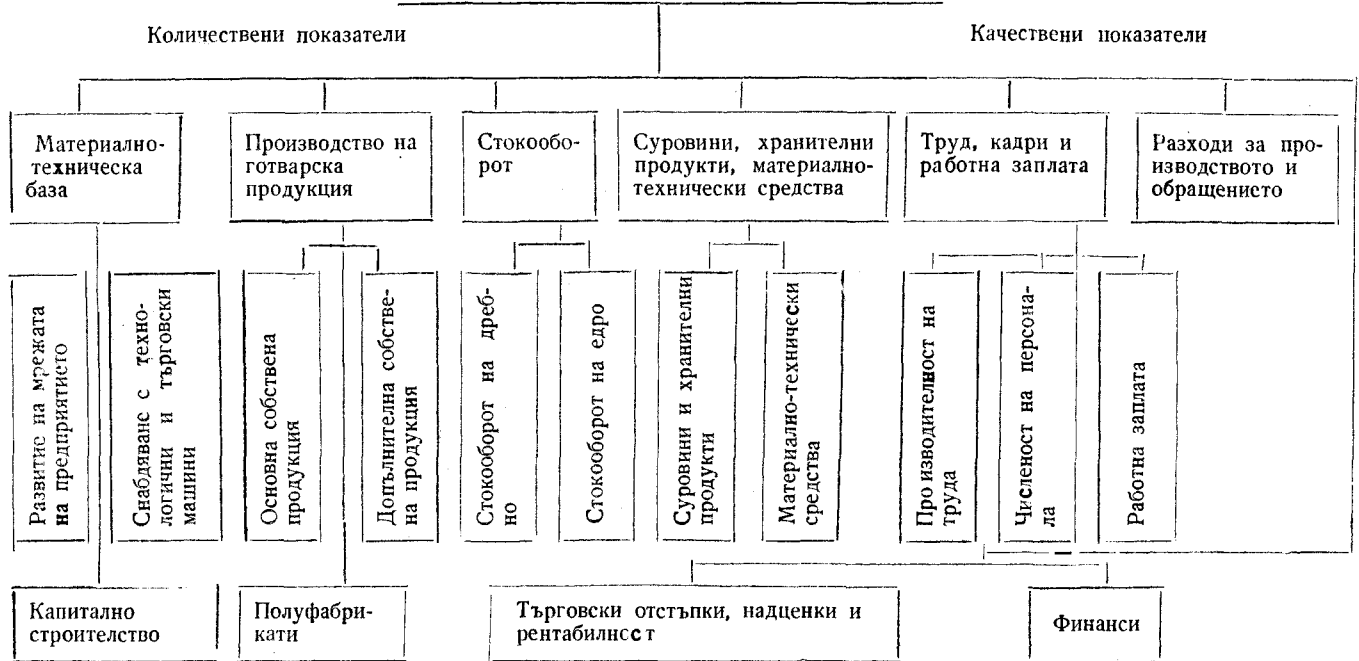 Количествени показатели
Качествени показатели
Материално-
техническа
база
Производство на
готварска
продукция
Стокообо-
рот
Суровини, хранителни
продукти, материално-
технически средства
Труд, кадри и
работна заплата
Разходи за про-
изводството и
обращението
Развитие на мрежата
на предприятието
Снабдяване с техно-
логични и търговски
машини
Основна собствена
продукция
Допълнителна собстве-
на продукция
Стокооборот на дреб-
но
Стокооборот на едро
Суровини и хранителни
продукти
Материално-технически
средства
Производителност на
труда
Численост на персона-
ла
Работна заплата
Капитално
строителство
Полуфабри-
кати
Търговски отстъпки, надценки и
рентабилност
Финанси